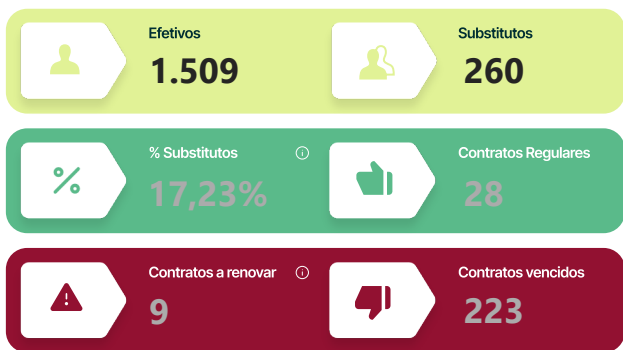 Efetivos
1.509
Substitutos
260
% Substitutos
17,23%
Contratos Regulares
28
Contratos a renovar
9
Contratos vencidos
223